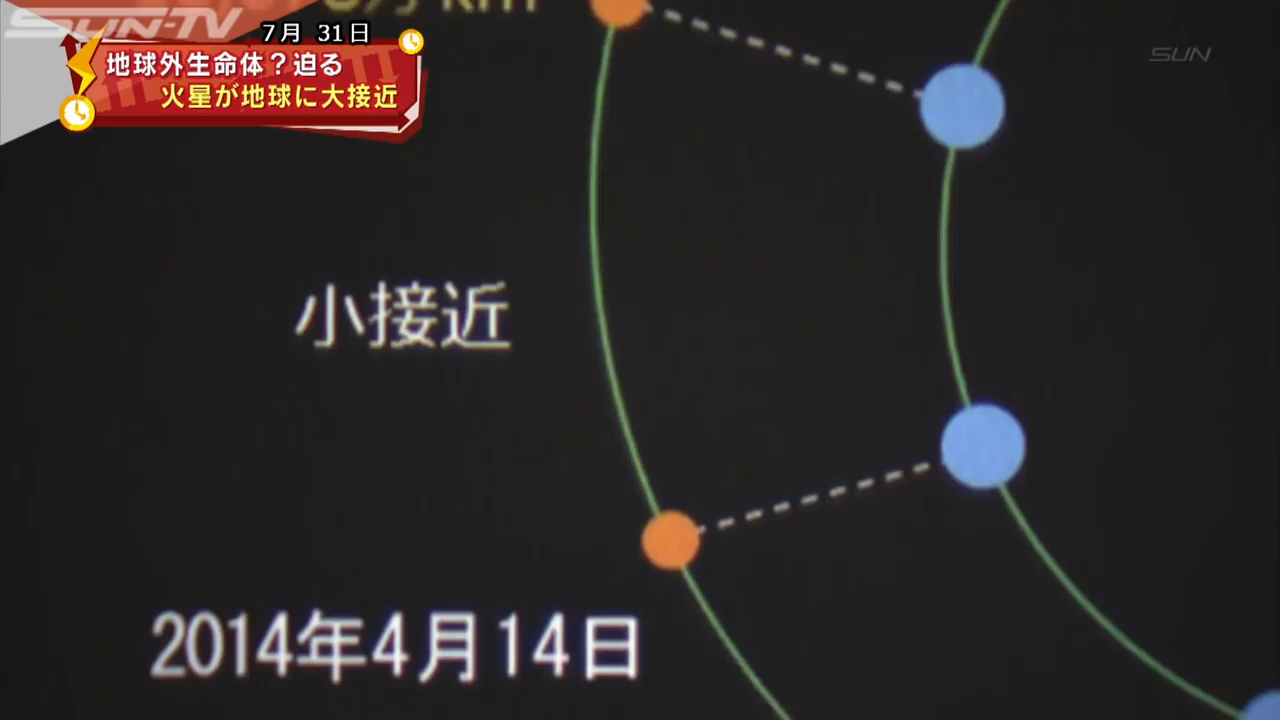 SUN-TV
7月 31日
SUN
地球外生命体？迫る
火星が地球に大接近
小接近
2014年4月14日